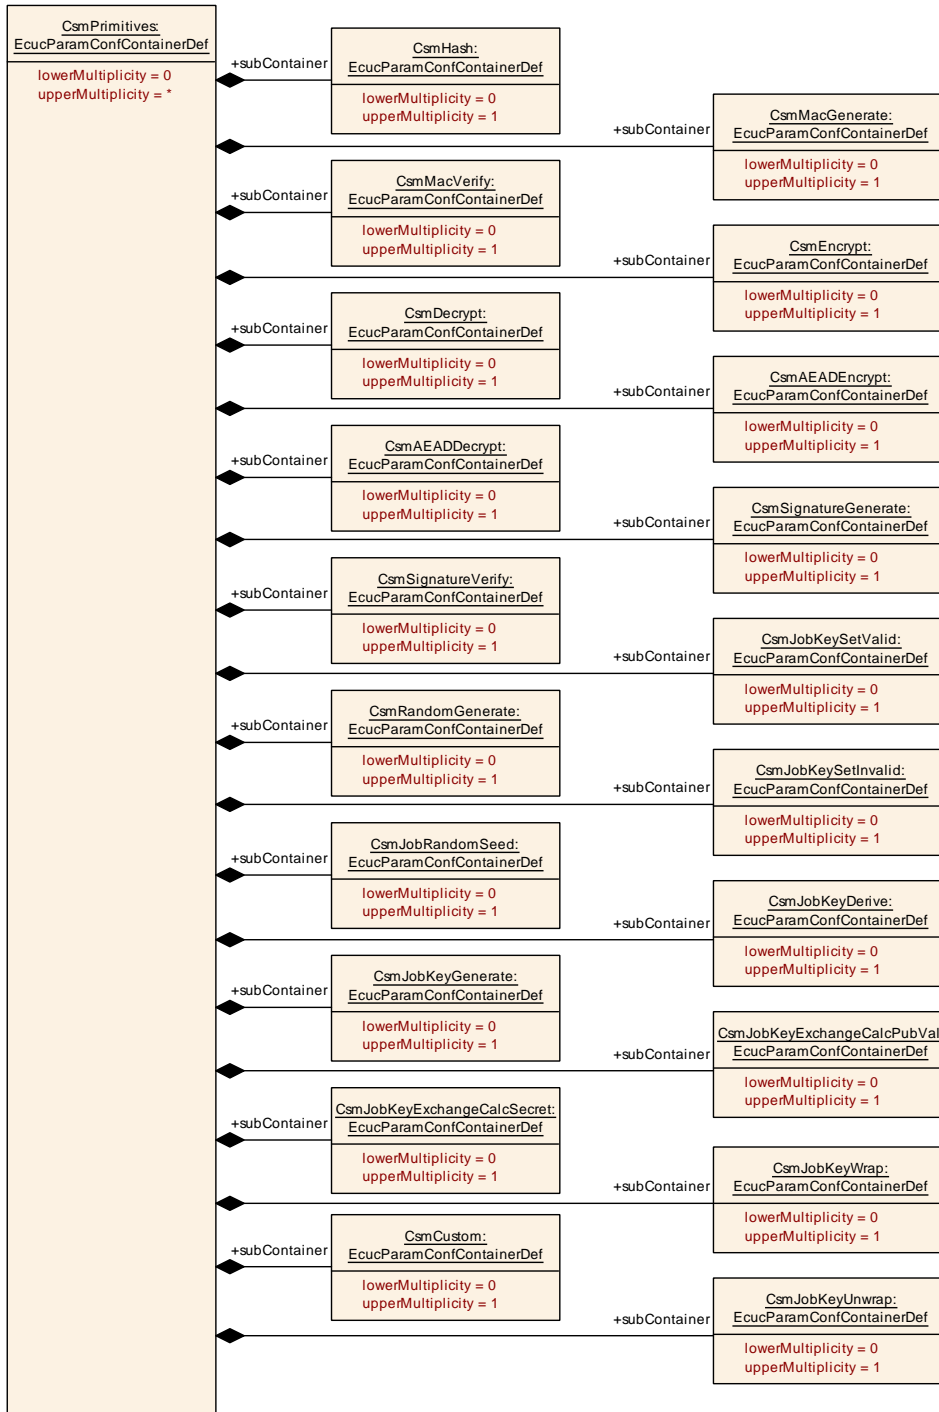 CsmPrimitives:
EcucParamConfContainerDef
lowerMultiplicity = 0
upperMultiplicity = *
+subContainer
CsmHash:
EcucParamConfContainerDef
lowerMultiplicity = 0
upperMultiplicity = 1
+subContainer
CsmMacGenerate:
EcucParamConfContainerDef
lowerMultiplicity = 0
upperMultiplicity = 1
+subContainer
CsmMacVerify:
EcucParamConfContainerDef
lowerMultiplicity = 0
upperMultiplicity = 1
+subContainer
CsmEncrypt:
EcucParamConfContainerDef
lowerMultiplicity = 0
upperMultiplicity = 1
+subContainer
CsmDecrypt:
EcucParamConfContainerDef
lowerMultiplicity = 0
upperMultiplicity = 1
+subContainer
CsmAEADEncrypt:
EcucParamConfContainerDef
lowerMultiplicity = 0
upperMultiplicity = 1
+subContainer
CsmAEADDecrypt:
EcucParamConfContainerDef
lowerMultiplicity = 0
upperMultiplicity = 1
+subContainer
CsmSignatureGenerate:
EcucParamConfContainerDef
lowerMultiplicity = 0
upperMultiplicity = 1
+subContainer
CsmSignatureVerify:
EcucParamConfContainerDef
lowerMultiplicity = 0
upperMultiplicity = 1
+subContainer
CsmJobKeySetValid:
EcucParamConfContainerDef
lowerMultiplicity = 0
upperMultiplicity = 1
+subContainer
CsmRandomGenerate:
EcucParamConfContainerDef
lowerMultiplicity = 0
upperMultiplicity = 1
+subContainer
CsmJobKeySetInvalid:
EcucParamConfContainerDef
lowerMultiplicity = 0
upperMultiplicity = 1
+subContainer
CsmJobRandomSeed:
EcucParamConfContainerDef
lowerMultiplicity = 0
upperMultiplicity = 1
+subContainer
CsmJobKeyDerive:
EcucParamConfContainerDef
lowerMultiplicity = 0
upperMultiplicity = 1
+subContainer
CsmJobKeyGenerate:
EcucParamConfContainerDef
lowerMultiplicity = 0
upperMultiplicity = 1
+subContainer
CsmJobKeyExchangeCalcPubVal
EcucParamConfContainerDef
lowerMultiplicity = 0
upperMultiplicity = 1
+subContainer
CsmJobKeyExchangeCalcSecret:
EcucParamConfContainerDef
lowerMultiplicity = 0
upperMultiplicity = 1
+subContainer
CsmJobKeyWrap:
EcucParamConfContainerDef
lowerMultiplicity = 0
upperMultiplicity = 1
+subContainer
CsmCustom:
EcucParamConfContainerDef
lowerMultiplicity = 0
upperMultiplicity = 1
+subContainer
CsmJobKeyUnwrap:
EcucParamConfContainerDef
lowerMultiplicity = 0
upperMultiplicity = 1